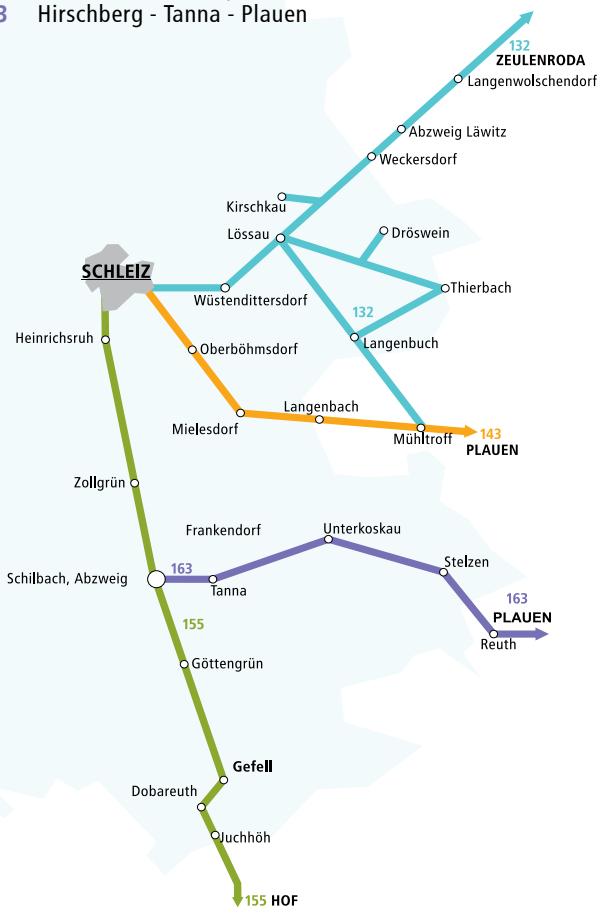 3 Hirschberg - Tanna - Plauen
132
ZEULENRODA
Langenwolschendorf
Abzweig Läwitz
Weckersdorf
Kirschkau
Lössau
Dröswein
SCHLEIZ
Wüstendittersdorf
Thierbach
132
Heinrichsruh
Oberböhmsdorf
Langenbuch
Langenbach
Mielesdorf
Mühltroff
143
PLAUEN
Zollgrün
Frankendorf
Unterkoskau
Stelzen
Schilbach, Abzweig
163
Tanna
163
PLAUEN
Reuth
155
Göttengrün
Gefell
Dobareuth
Juchhöh
155 HOF